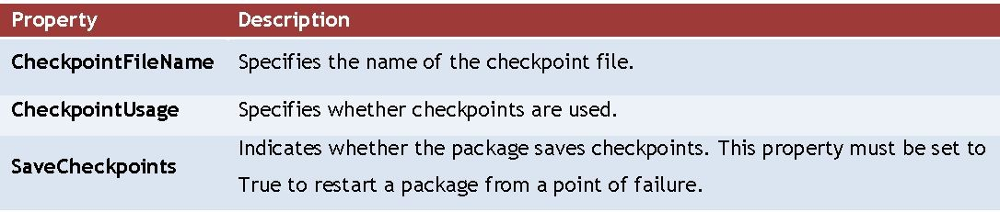 Property Description
CheckpointFileName Specifies the name of the checkpoint file.
CheckpointUsage Specifies whether checkpoints are used.
SaveCheckpoints Indicates whether the package saves checkpoints. This property must be set to
True to restart a package from a point of failure.